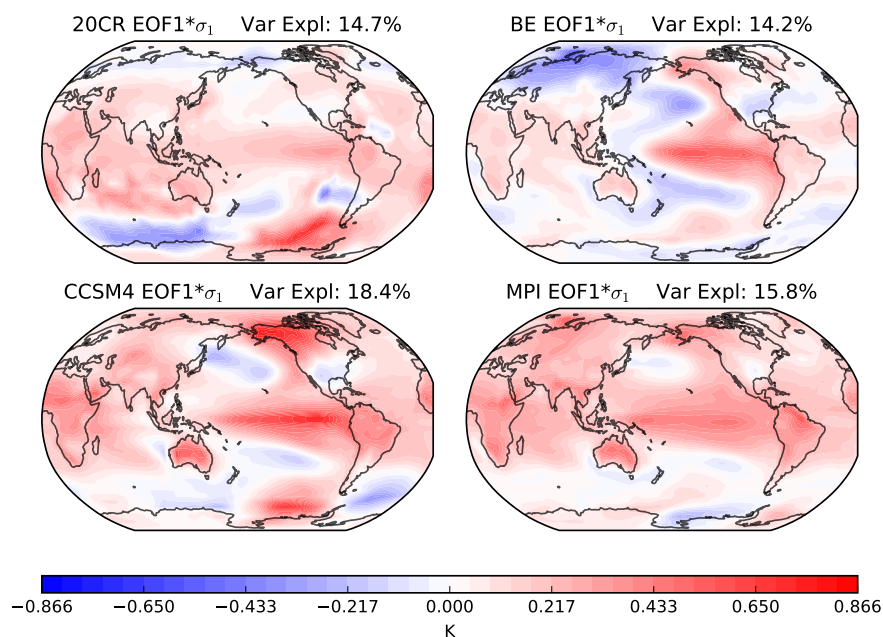 20CR EOF1*σ₁ Var Expl: 14.7%
BE EOF1*σ₁ Var Expl: 14.2%
CCSM4 EOF1*σ₁ Var Expl: 18.4%
MPI EOF1*σ₁ Var Expl: 15.8%
−0.866 −0.650 −0.433 −0.217 0.000 0.217 0.433 0.650 0.866
K